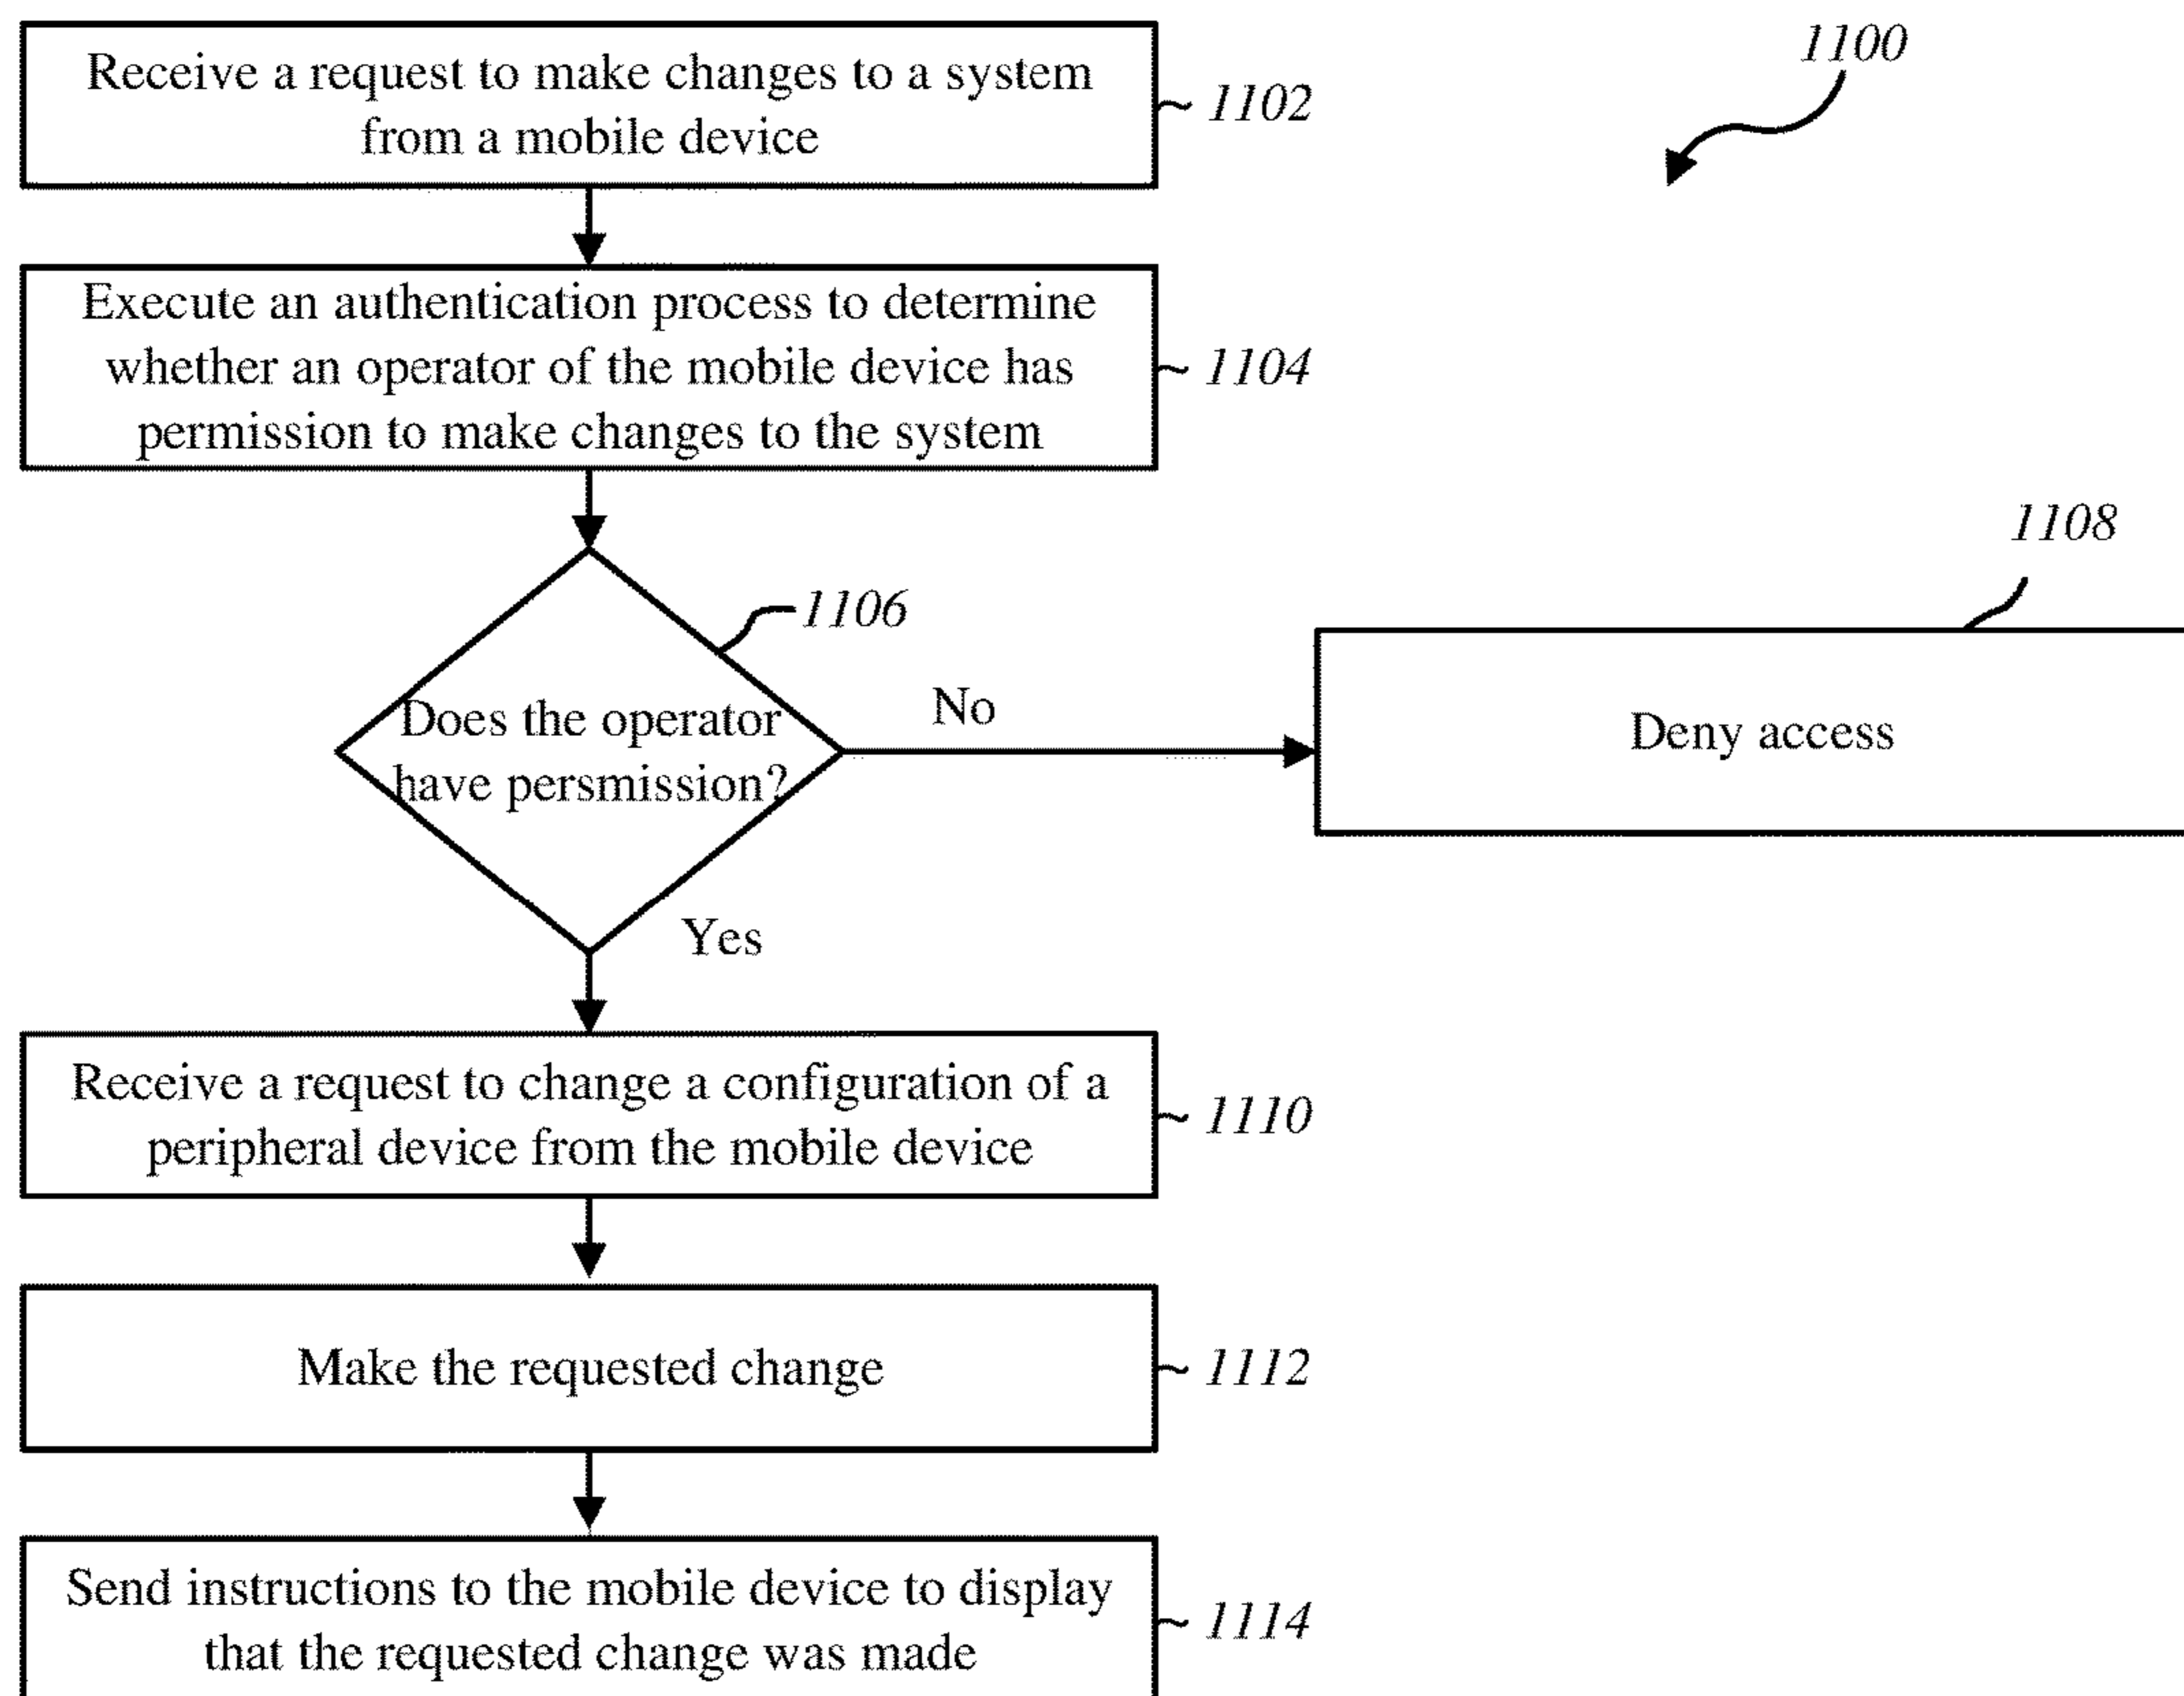 Receive a request to make changes to a system
from a mobile device
1102
1100
Execute an authentication process to determine
whether an operator of the mobile device has
permission to make changes to the system
1104
1106
Does the operator
have persmission?
No
1108
Deny access
Yes
Receive a request to change a configuration of a
peripheral device from the mobile device
1110
Make the requested change
1112
Send instructions to the mobile device to display
that the requested change was made
1114